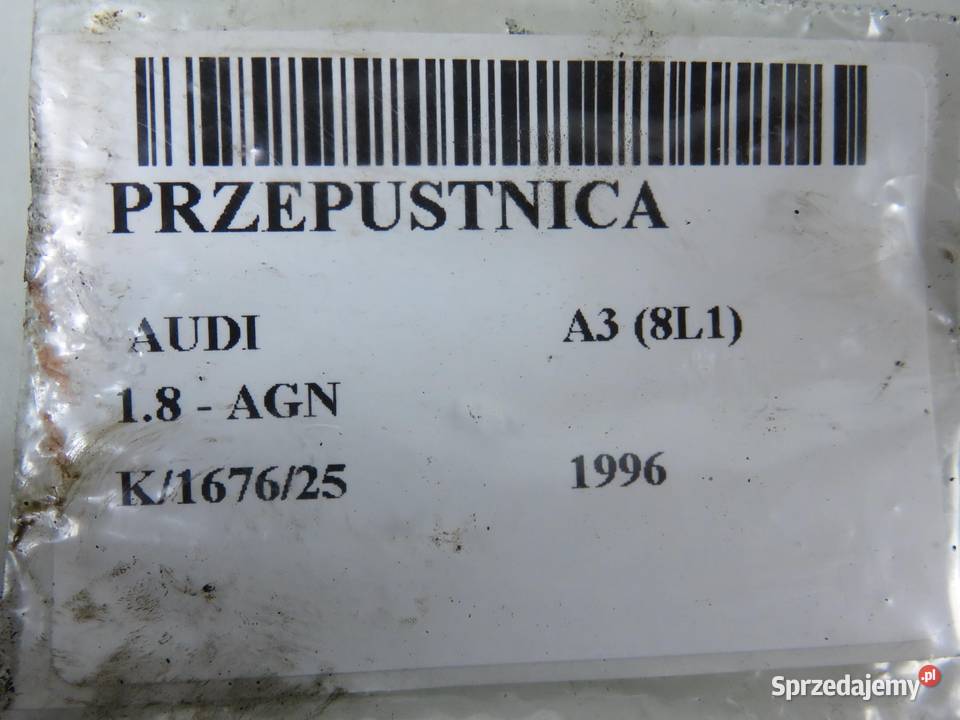 PRZEPUSTNICA
AUDI A3 (8L1)
1.8 - AGN
K/1676/25 1996
Sprzedajemy.pl